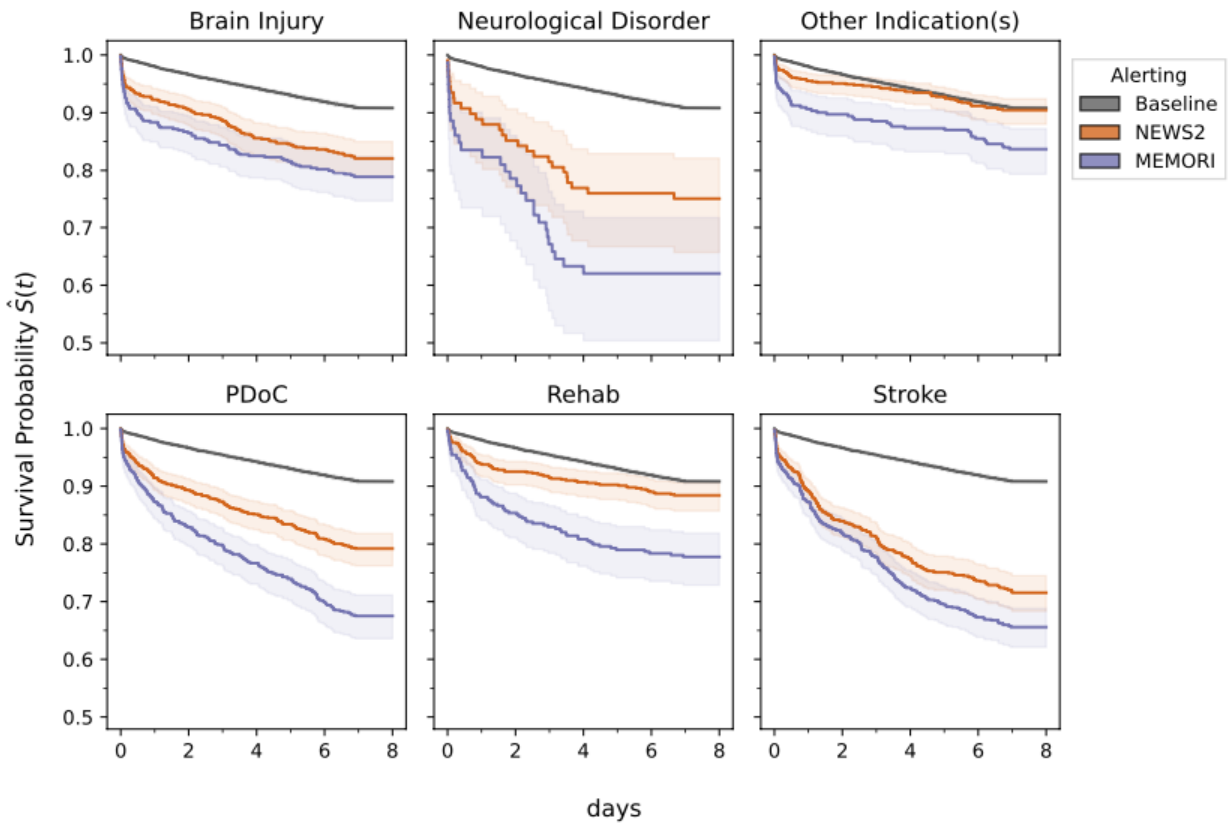 Brain Injury
Neurological Disorder
Other Indication(s)
Alerting
Baseline
NEWS2
MEMORI
1.0
0.9
0.8
0.7
0.6
0.5
PDoC
Rehab
Stroke
1.0
0.9
0.8
0.7
0.6
0.5
0 2 4 6 8
0 2 4 6 8
0 2 4 6 8
Survival Probability Ŝ(t)
days